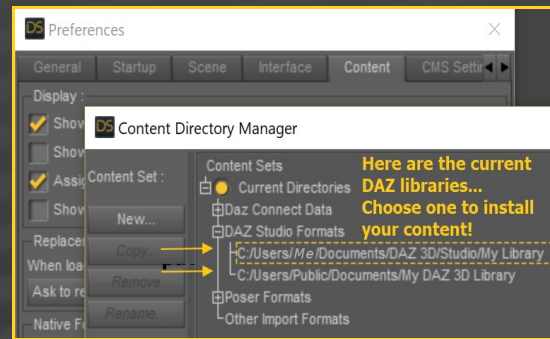 DS Preferences
General Startup Scene Interface Content CMS Settin
Display :
Show
Show
Assig
Show
Replacer
When loa
Ask to re
Native Fo
DS Content Directory Manager
Content Set :
New...
Copy...
Remove
Rename...
Content Sets
Current Directories
Daz Connect Data
DAZ Studio Formats
C:/Users/Me/Documents/DAZ 3D/Studio/My Library
C:/Users/Public/Documents/My DAZ 3D Library
Poser Formats
Other Import Formats
Here are the current
DAZ libraries...
Choose one to install
your content!